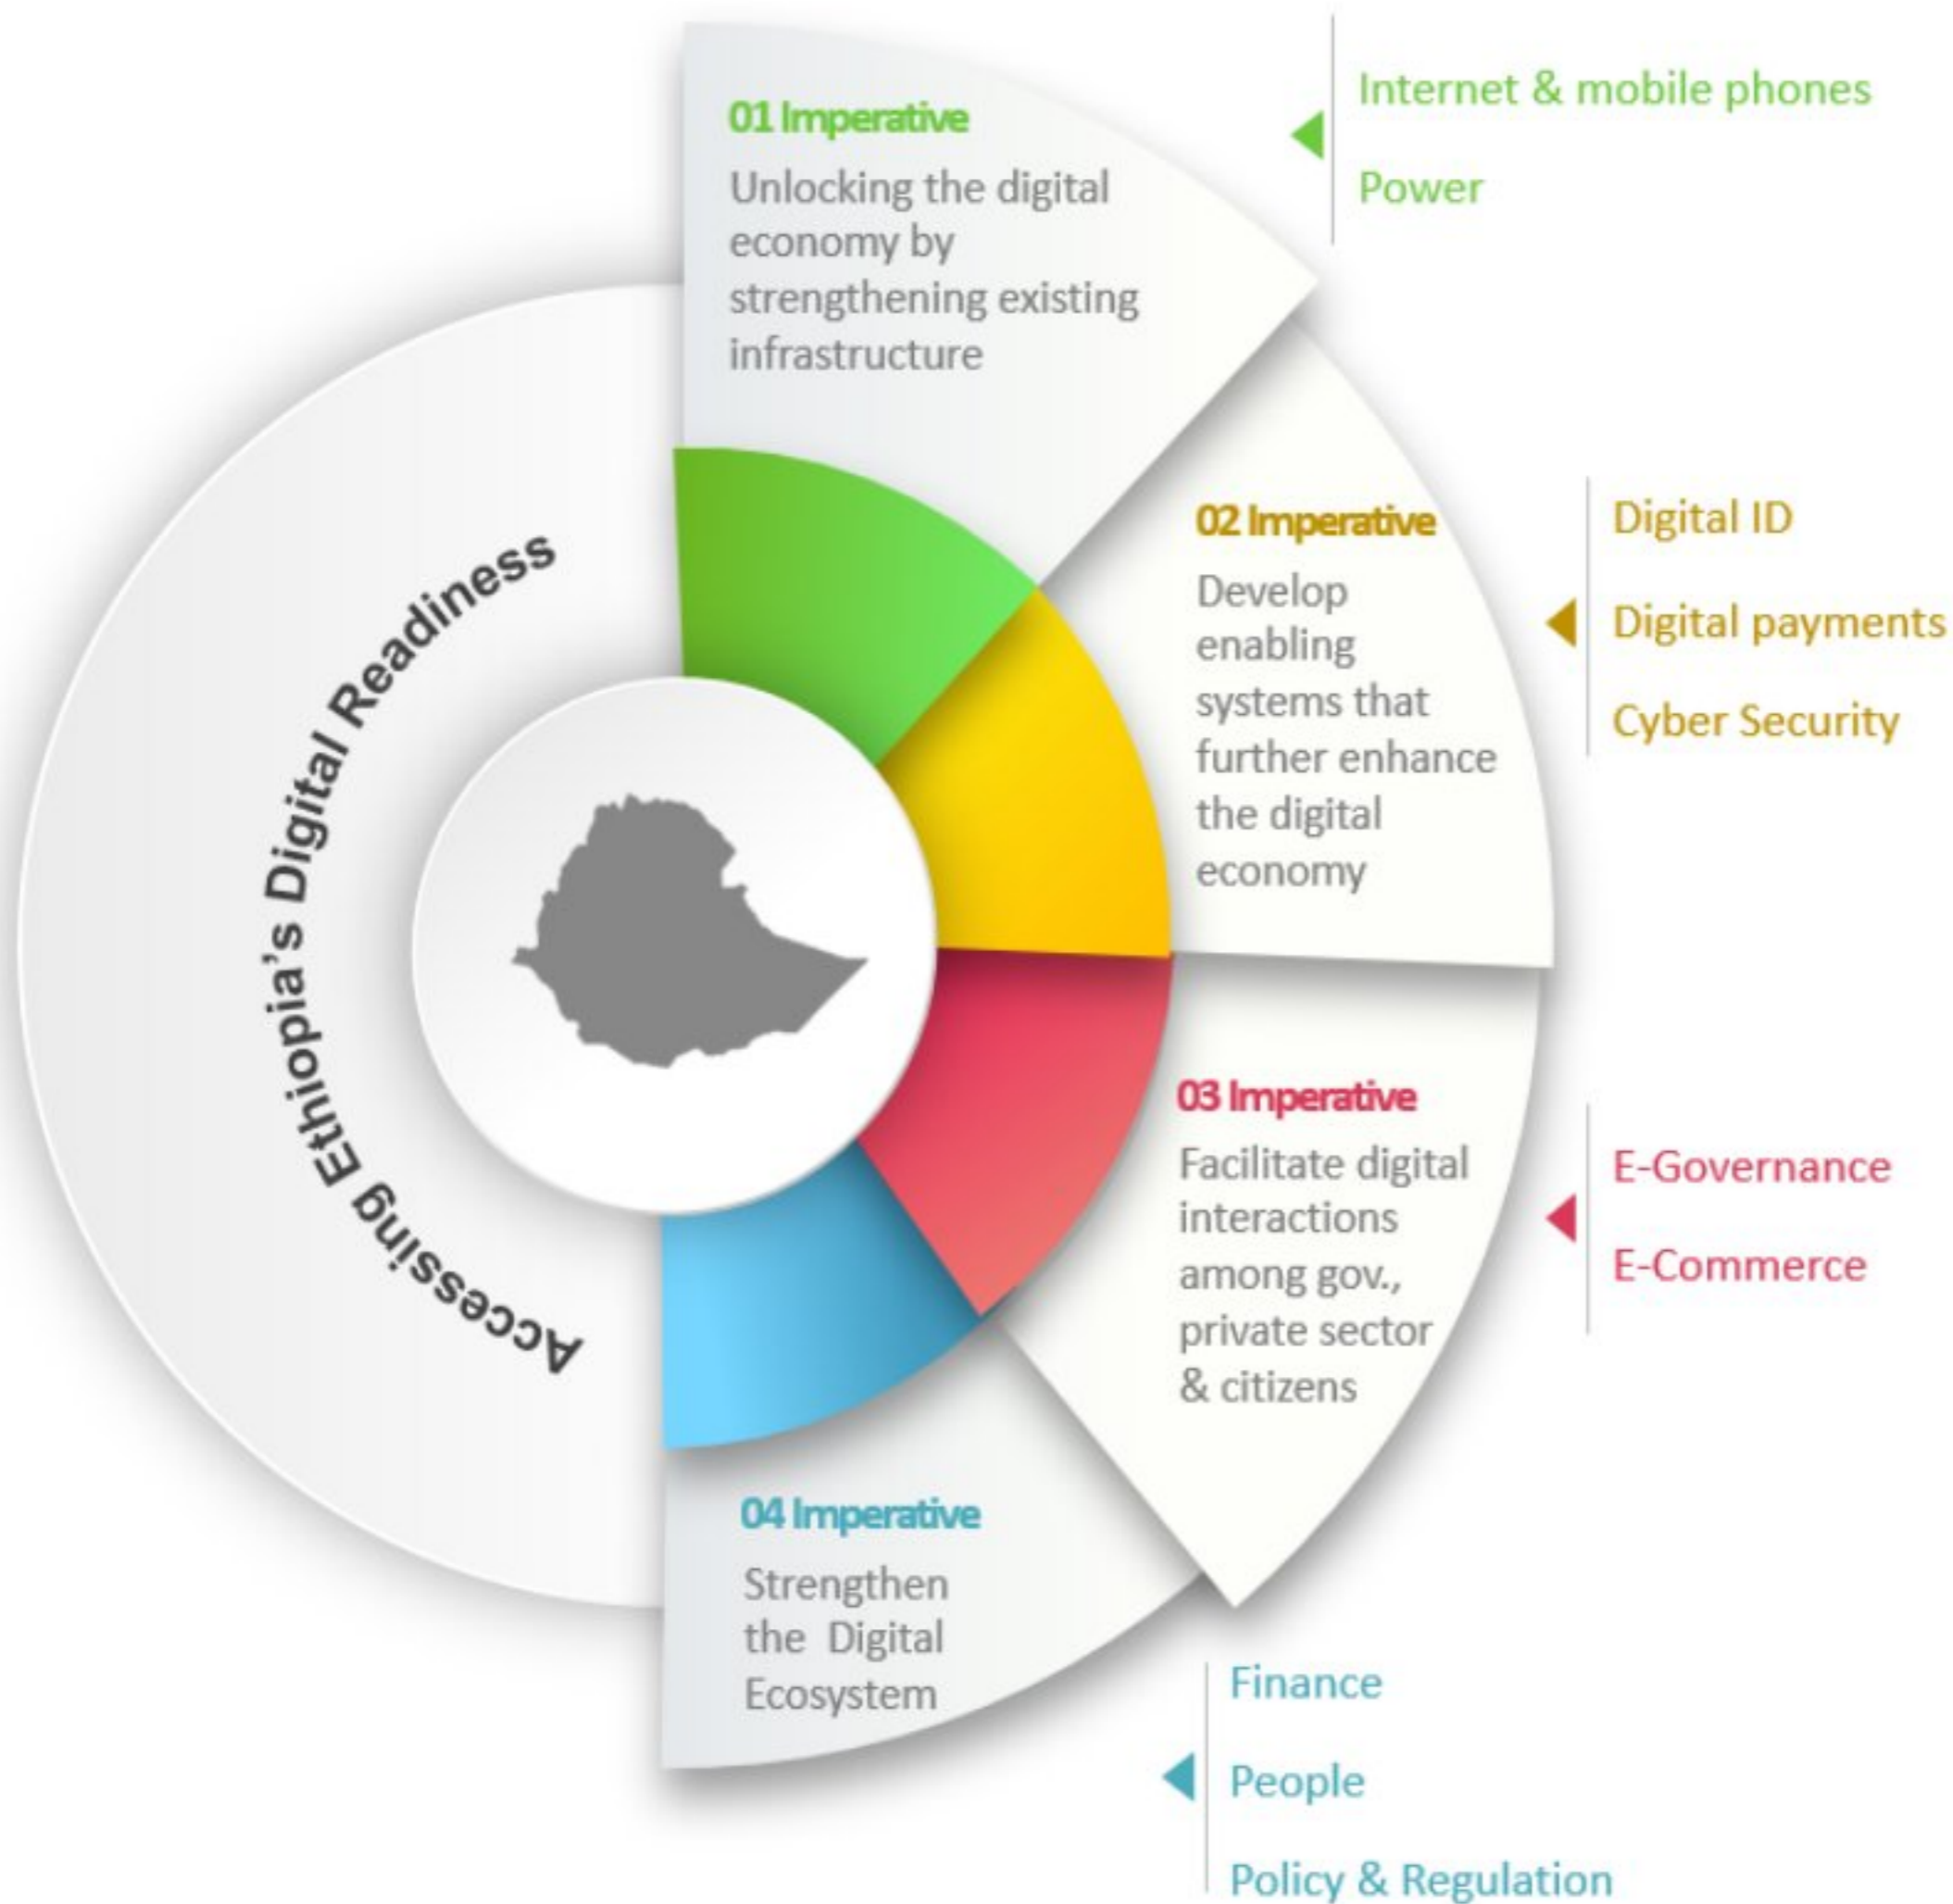 Accessing Ethiopia's Digital Readiness
01 Imperative
Unlocking the digital
economy by
strengthening existing
infrastructure
Internet & mobile phones
Power
02 Imperative
Develop
enabling
systems that
further enhance
the digital
economy
Digital ID
Digital payments
Cyber Security
03 Imperative
Facilitate digital
interactions
among gov.,
private sector
& citizens
E-Governance
E-Commerce
04 Imperative
Strengthen
the Digital
Ecosystem
Finance
People
Policy & Regulation